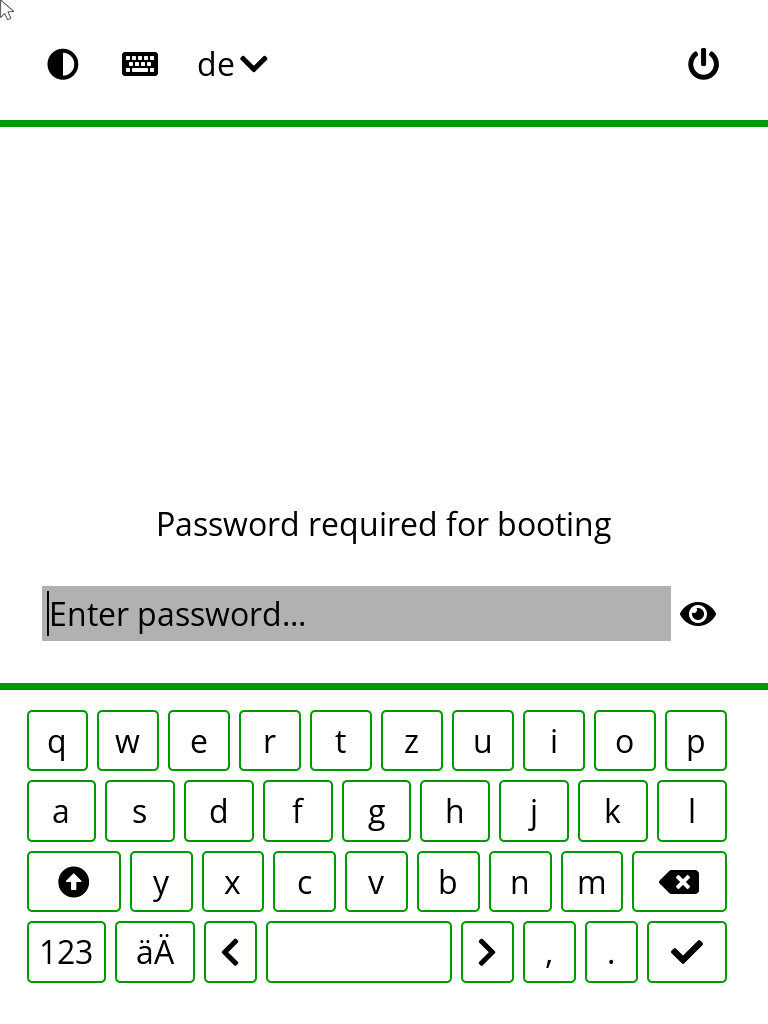 de
Password required for booting
Enter password...
q w e r t z u i o p
a s d f g h j k l
y x c v b n m
123 äÄ , .